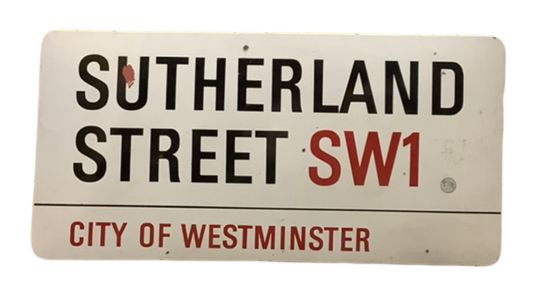 SUTHERLAND
STREET SW1
CITY OF WESTMINSTER